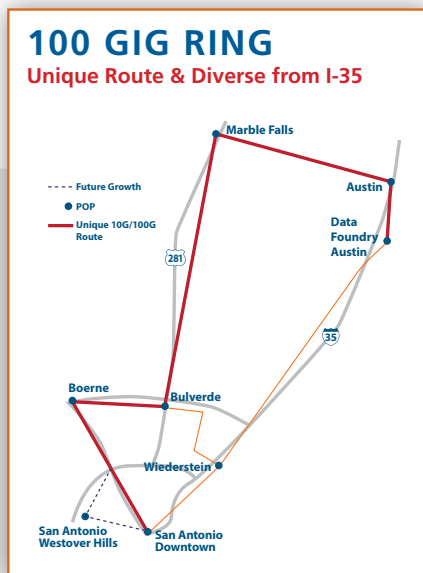 100 GIG RING
Unique Route & Diverse from I-35
Marble Falls
Future Growth
POP
Unique 10G/100G
Route
Austin
Data
Foundry
Austin
281
35
Boerne
Bulverde
Wiederstein
San Antonio
Westover Hills
San Antonio
Downtown